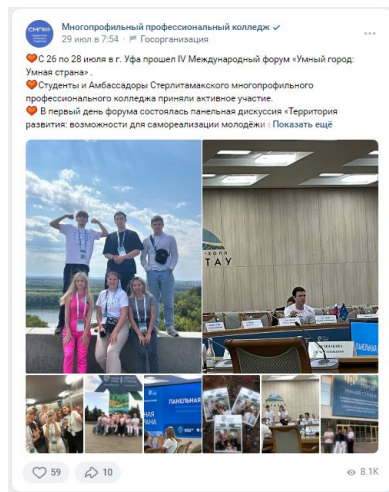 СМПК
Многопрофильный профессиональный колледж
29 июл в 7:54 · Госорганизация
С 26 по 28 июля в г. Уфа прошел IV Международный форум «Умный город:
Умная страна» .
Студенты и Амбассадоры Стерлитамакского многопрофильного
профессионального колледжа приняли активное участие.
В первый день форума состоялась панельная дискуссия «Территория
развития: возможности для самореализации молодёжи Показать ещё
ТАУ
ПАНЕЛЬНАЯ
59
10
8.1K